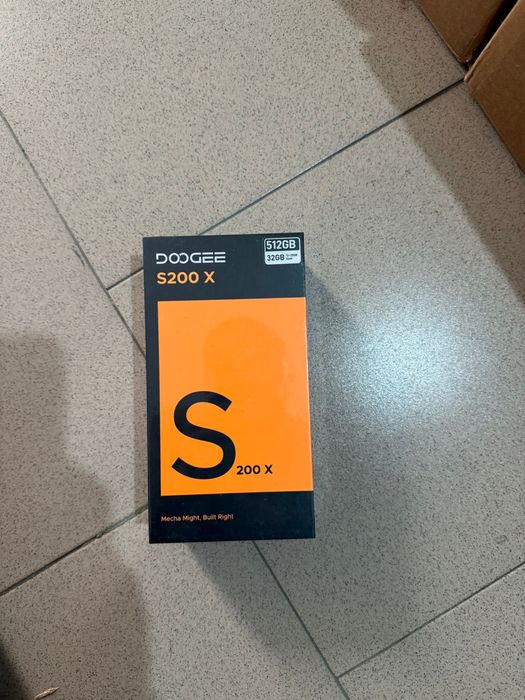 DOOGEE
S200 X
512GB
32GB
S
200 X
Mecha Might, Built Right